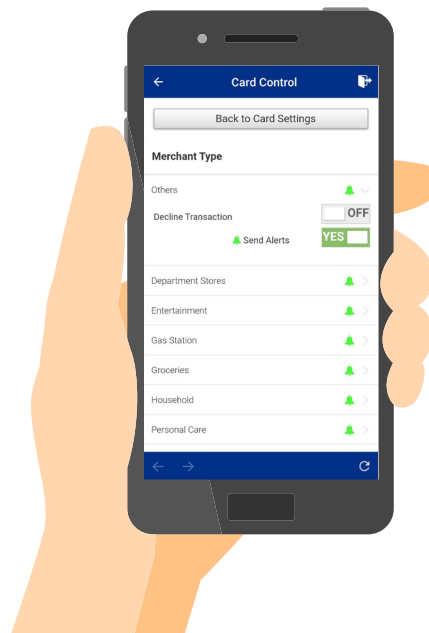 Card Control
Back to Card Settings
Merchant Type
Others
Decline Transaction OFF
Send Alerts YES
Department Stores
Entertainment
Gas Station
Groceries
Household
Personal Care